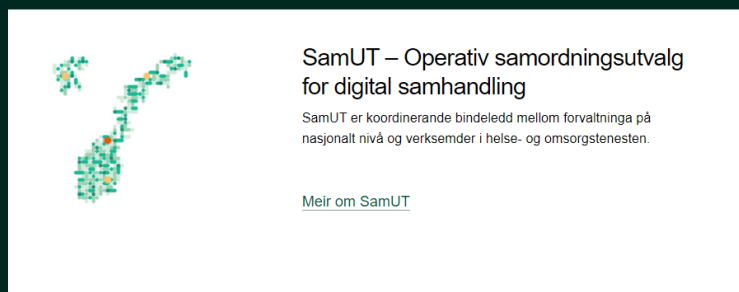 SamUT – Operativ samordningsutvalg
for digital samhandling
SamUT er koordinerande bindeledd mellom forvaltninga på
nasjonalt nivå og verksemder i helse- og omsorgstenesten.
Meir om SamUT